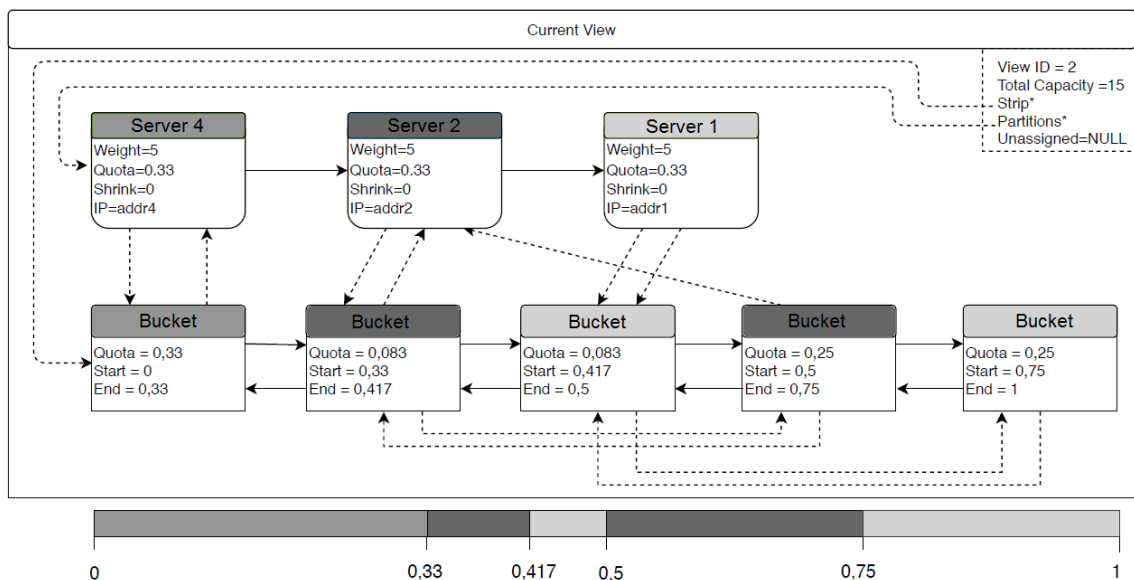 Current View
View ID = 2
Total Capacity =15
Strip*
Partitions*
Unassigned=NULL
Server 4
Weight=5
Quota=0.33
Shrink=0
IP=addr4
Server 2
Weight=5
Quota=0.33
Shrink=0
IP=addr2
Server 1
Weight=5
Quota=0.33
Shrink=0
IP=addr1
Bucket
Quota = 0,33
Start = 0
End = 0,33
Bucket
Quota = 0,083
Start = 0,33
End = 0,417
Bucket
Quota = 0,083
Start = 0,417
End = 0,5
Bucket
Quota = 0,25
Start = 0,5
End = 0,75
Bucket
Quota = 0,25
Start = 0,75
End = 1
0 0,33 0,417 0.5 0,75 1